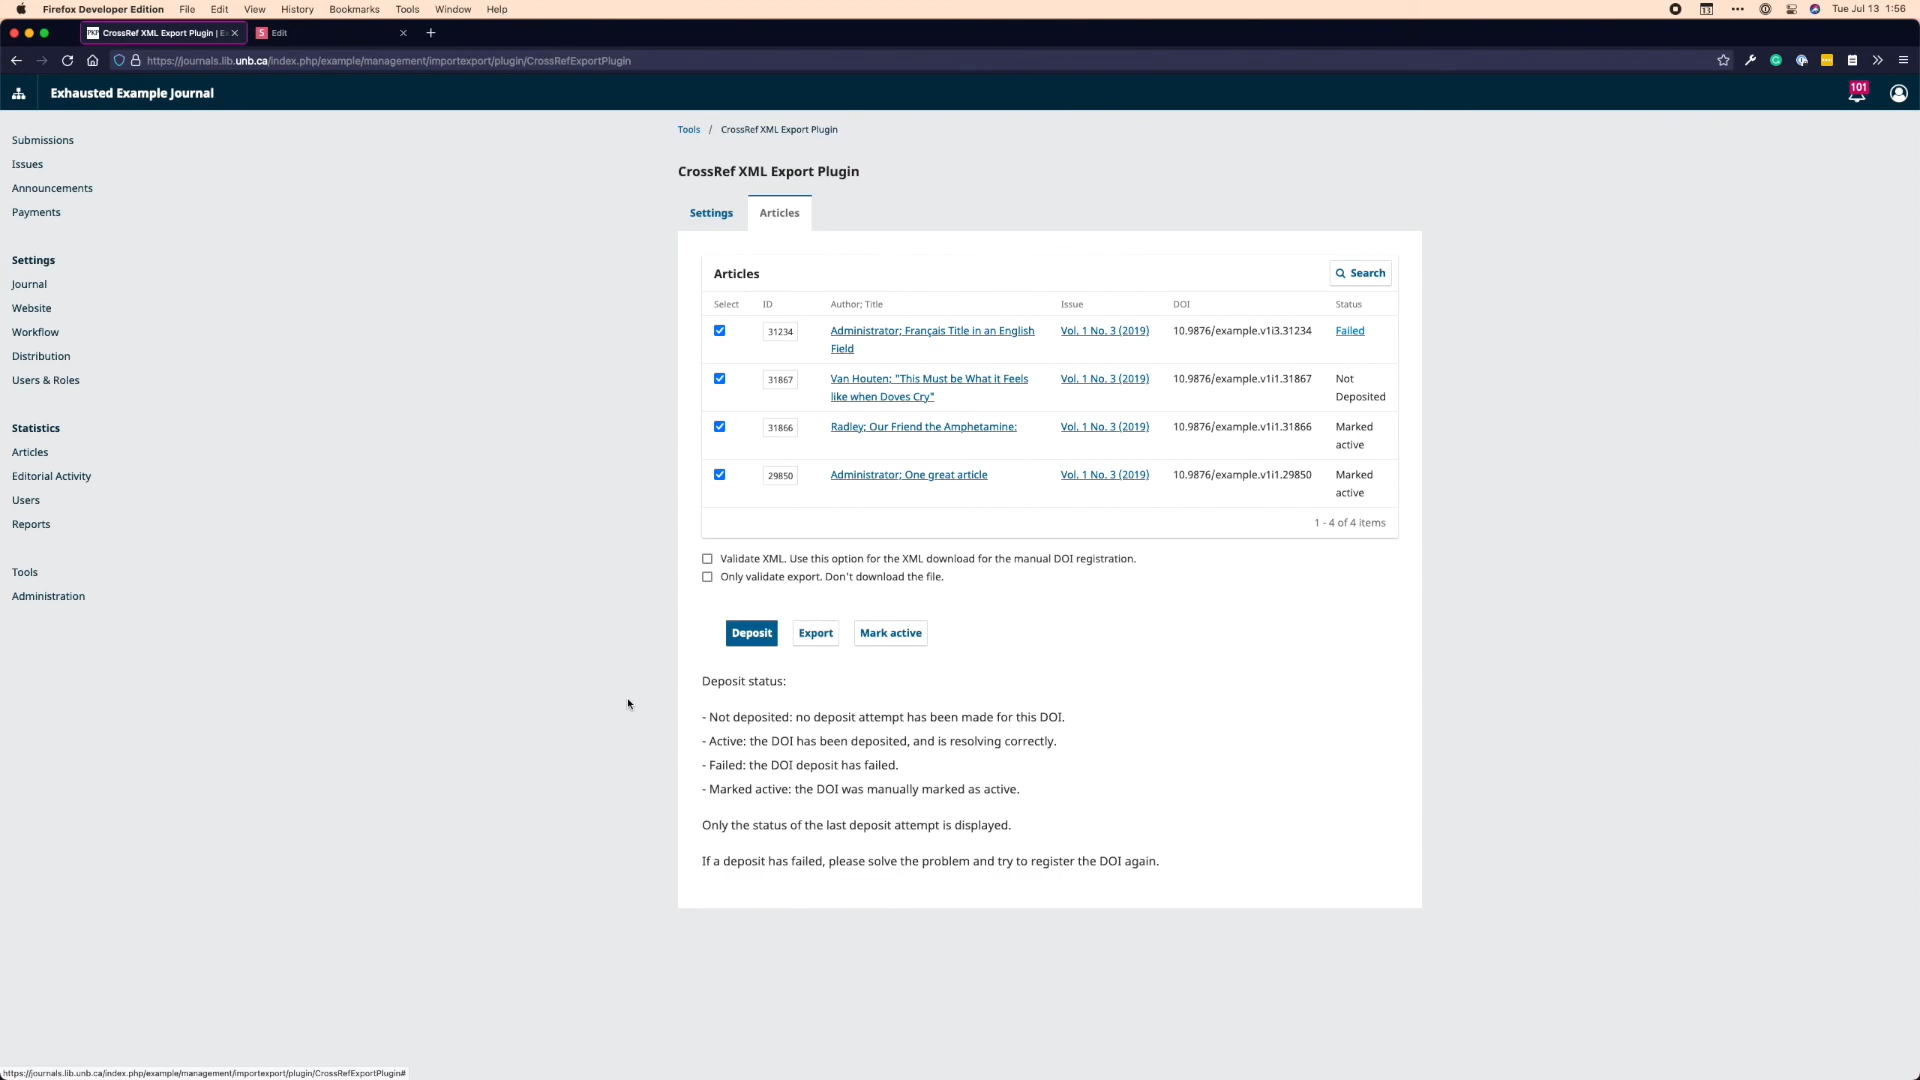 Firefox Developer Edition File Edit View History Bookmarks Tools Window Help 13 Tue Jul 13 1:56
PKP CrossRef XML Export Plugin | E S Edit
https://journals.lib.unb.ca/index.php/example/management/importexport/plugin/CrossRefExportPlugin
Exhausted Example Journal 101
Submissions
Issues
Announcements
Payments
Settings
Journal
Website
Workflow
Distribution
Users & Roles
Statistics
Articles
Editorial Activity
Users
Reports
Tools
Administration
Tools / CrossRef XML Export Plugin
CrossRef XML Export Plugin
Settings Articles
Articles Search
Select ID Author; Title Issue DOI Status
31234 Administrator; Français Title in an English Vol. 1 No. 3 (2019) 10.9876/example.v1i3.31234 Failed
Field
31867 Van Houten; "This Must be What it Feels Vol. 1 No. 3 (2019) 10.9876/example.v1i1.31867 Not
like when Doves Cry" Deposited
31866 Radley; Our Friend the Amphetamine: Vol. 1 No. 3 (2019) 10.9876/example.v1i1.31866 Marked
active
29850 Administrator; One great article Vol. 1 No. 3 (2019) 10.9876/example.v1i1.29850 Marked
active
1 - 4 of 4 items
Validate XML. Use this option for the XML download for the manual DOI registration.
Only validate export. Don't download the file.
Deposit Export Mark active
Deposit status:
- Not deposited: no deposit attempt has been made for this DOI.
- Active: the DOI has been deposited, and is resolving correctly.
- Failed: the DOI deposit has failed.
- Marked active: the DOI was manually marked as active.
Only the status of the last deposit attempt is displayed.
If a deposit has failed, please solve the problem and try to register the DOI again.
https://journals.lib.unb.ca/index.php/example/management/importexport/plugin/CrossRefExportPlugin#